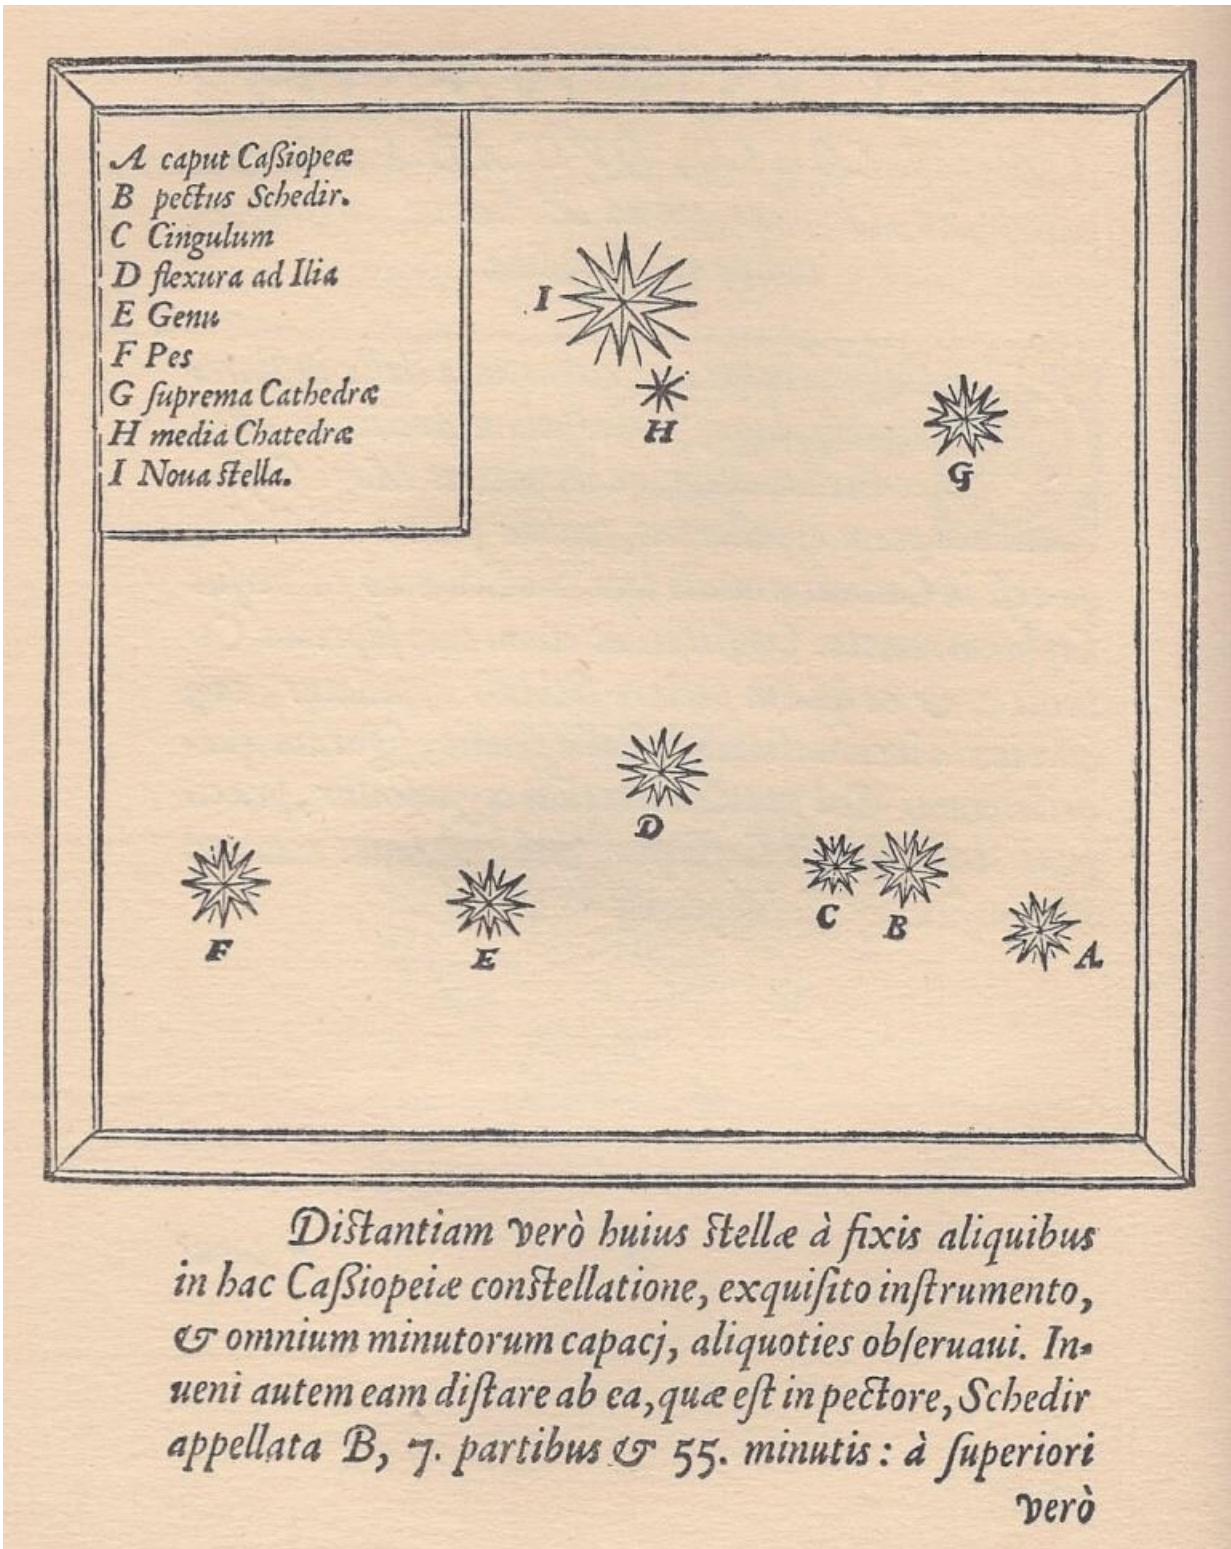 A caput Caßiopeæ
B pectus Schedir.
C Cingulum
D flexura ad Ilia
E Genu
F Pes
G ſuprema Cathedræ
H media Chatedræ
I Noua stella.
I
H
G
D
F
E
C
B
A
Distantiam verò huius stellæ à fixis aliquibus
in hac Caßiopeiæ constellatione, exquiſito inſtrumento,
& omnium minutorum capacj, aliquoties obſeruaui. In-
ueni autem eam diſtare ab ea, quæ eſt in pectore, Schedir
appellata B, 7. partibus & 55. minutis : à ſuperiori
verò